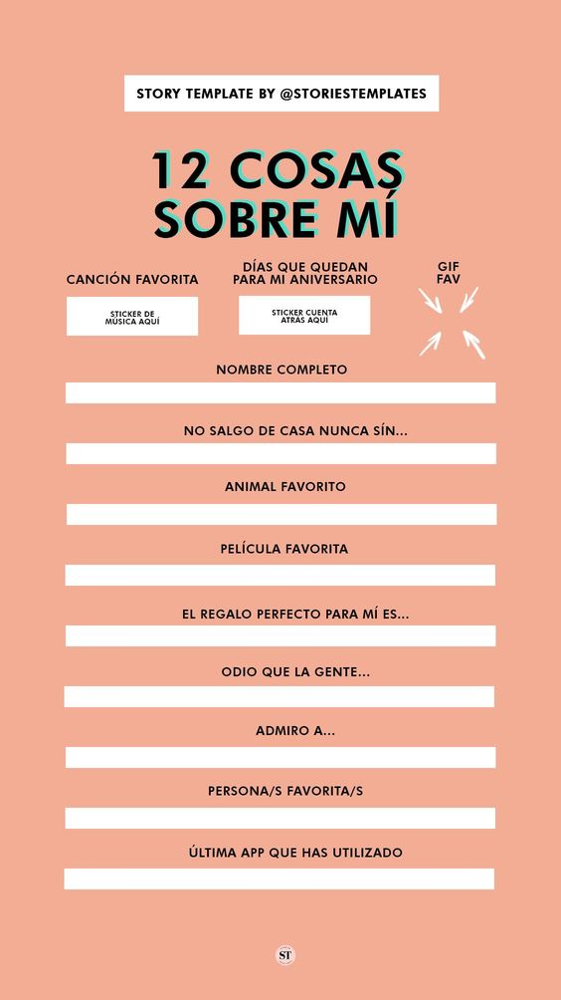 STORY TEMPLATE BY @STORIESTEMPLATES
12 COSAS
SOBRE MÍ
CANCIÓN FAVORITA
STICKER DE
MÚSICA AQUÍ
DÍAS QUE QUEDAN
PARA MI ANIVERSARIO
STICKER CUENTA
ATRÁS AQUÍ
GIF
FAV
NOMBRE COMPLETO
NO SALGO DE CASA NUNCA SÍN...
ANIMAL FAVORITO
PELÍCULA FAVORITA
EL REGALO PERFECTO PARA MÍ ES...
ODIO QUE LA GENTE...
ADMIRO A...
PERSONA/S FAVORITA/S
ÚLTIMA APP QUE HAS UTILIZADO
ST